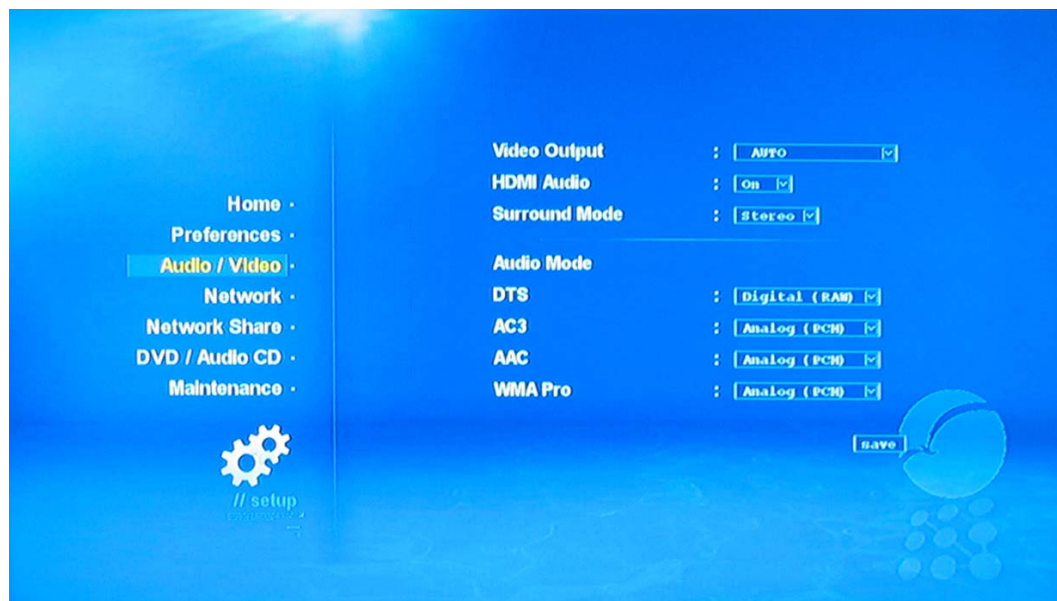 Home
Preferences
Audio / Video
Network
Network Share
DVD / Audio CD
Maintenance
// setup
Video Output : AUTO
HDMI Audio : On
Surround Mode : Stereo
Audio Mode
DTS : Digital (RAW)
AC3 : Analog (PCM)
AAC : Analog (PCM)
WMA Pro : Analog (PCM)
save